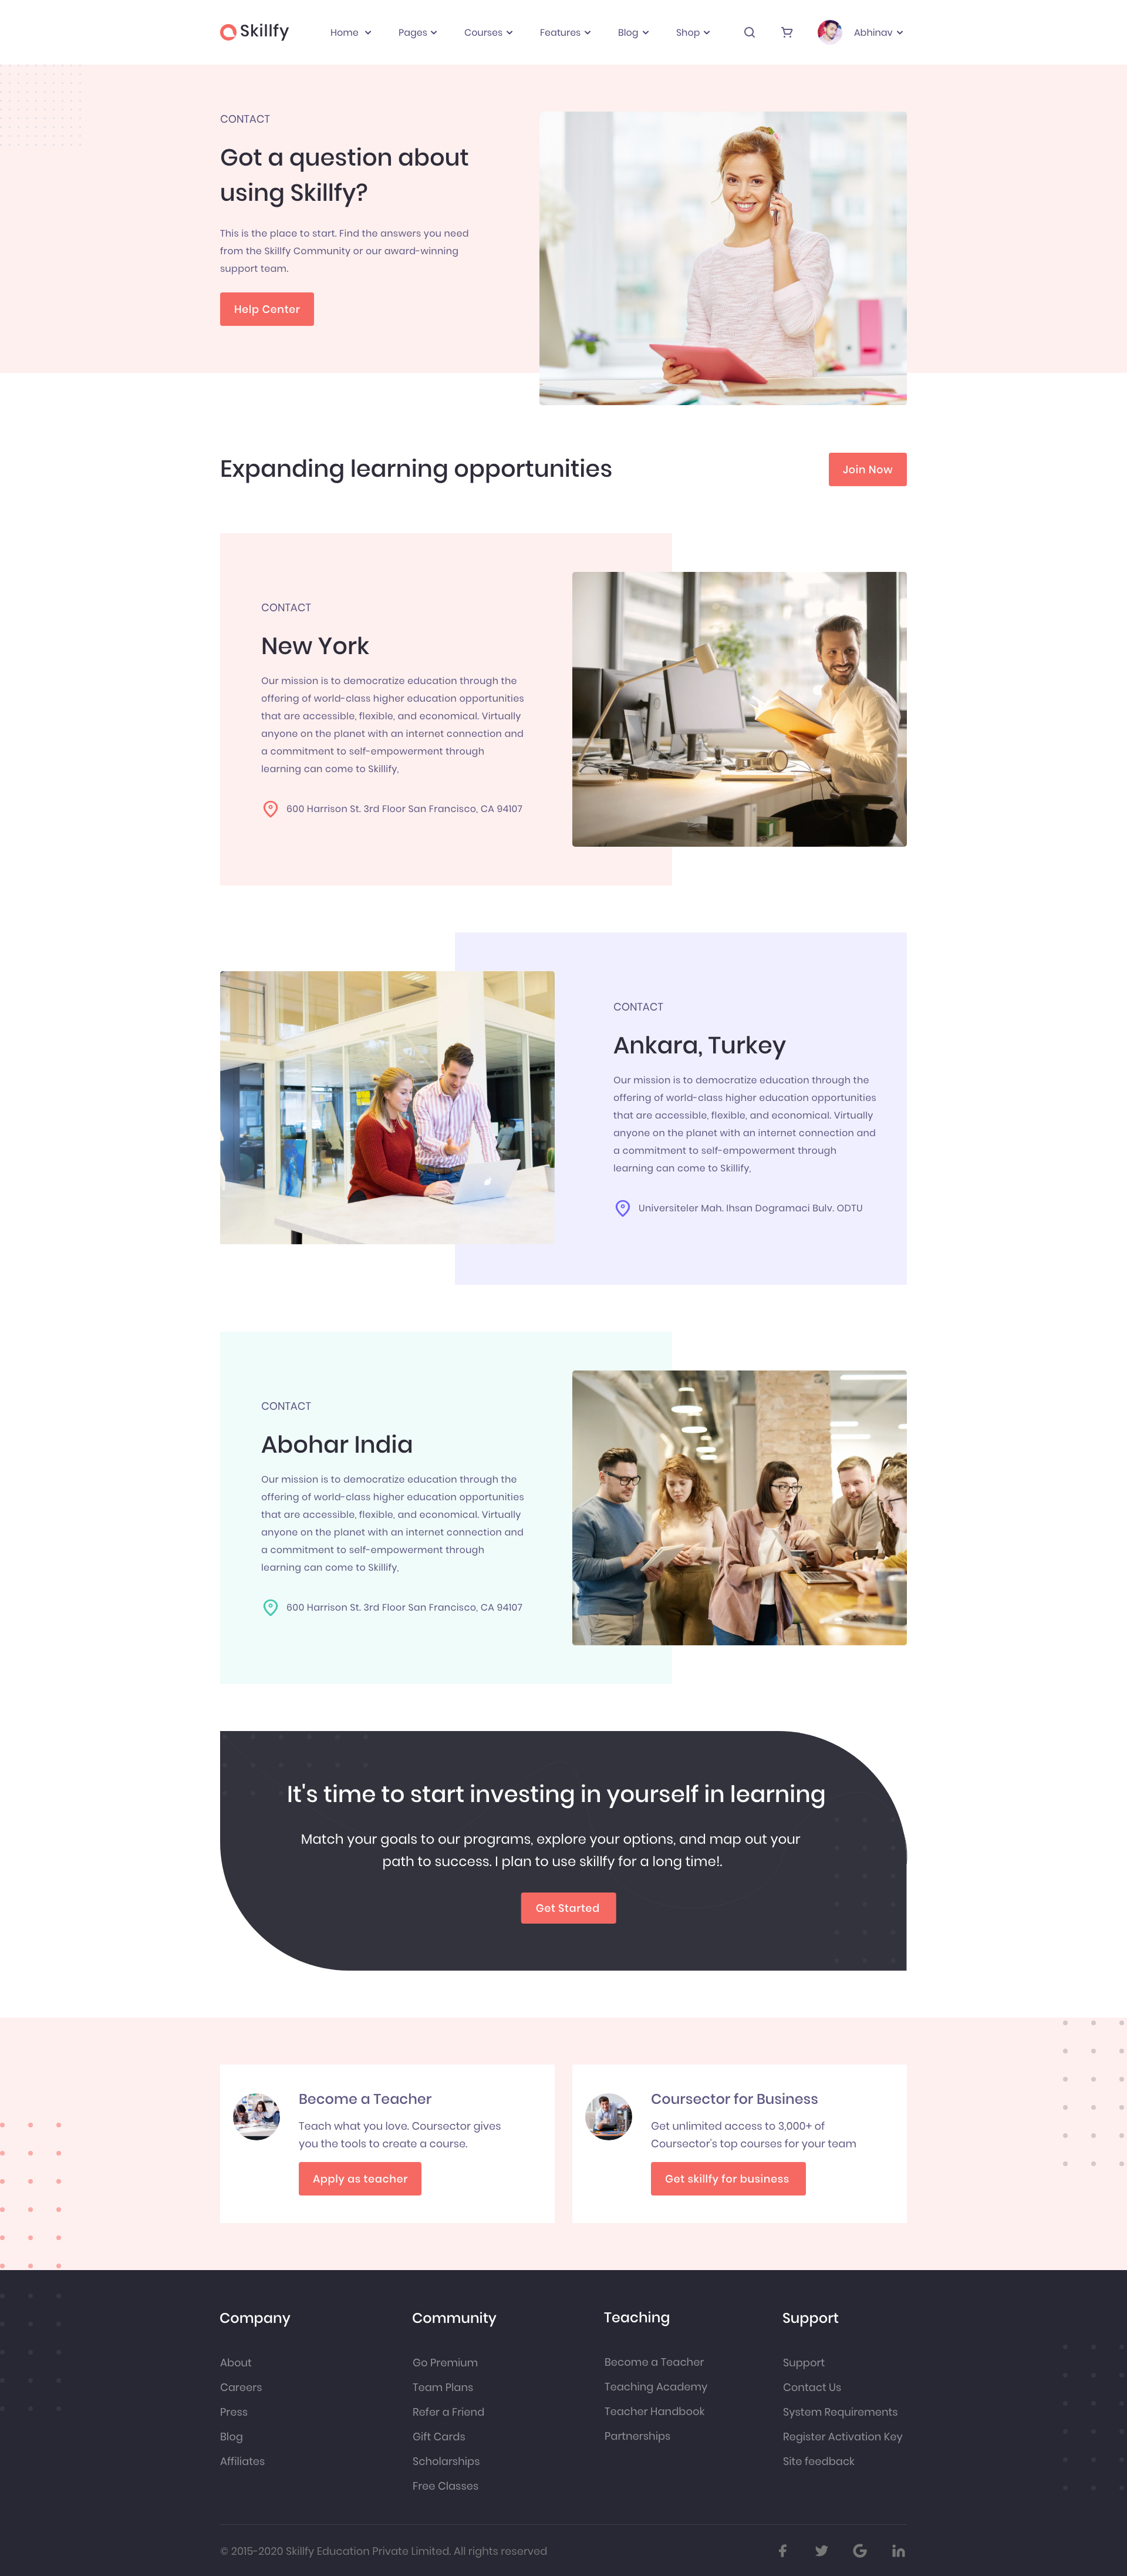 Skillfy
Home Pages Courses Features Blog Shop Abhinav
CONTACT
Got a question about
using Skillfy?
This is the place to start. Find the answers you need
from the Skillfy Community or our award-winning
support team.
Help Center
Expanding learning opportunities
Join Now
CONTACT
New York
Our mission is to democratize education through the
offering of world-class higher education opportunities
that are accessible, flexible, and economical. Virtually
anyone on the planet with an internet connection and
a commitment to self-empowerment through
learning can come to Skillify,
600 Harrison St. 3rd Floor San Francisco, CA 94107
CONTACT
Ankara, Turkey
Our mission is to democratize education through the
offering of world-class higher education opportunities
that are accessible, flexible, and economical. Virtually
anyone on the planet with an internet connection and
a commitment to self-empowerment through
learning can come to Skillify,
Universiteler Mah. Ihsan Dogramaci Bulv. ODTU
CONTACT
Abohar India
Our mission is to democratize education through the
offering of world-class higher education opportunities
that are accessible, flexible, and economical. Virtually
anyone on the planet with an internet connection and
a commitment to self-empowerment through
learning can come to Skillify,
600 Harrison St. 3rd Floor San Francisco, CA 94107
It's time to start investing in yourself in learning
Match your goals to our programs, explore your options, and map out your
path to success. I plan to use skillfy for a long time!.
Get Started
Become a Teacher
Teach what you love. Coursector gives
you the tools to create a course.
Apply as teacher
Coursector for Business
Get unlimited access to 3,000+ of
Coursector's top courses for your team
Get skillfy for business
Company
About
Careers
Press
Blog
Affiliates
Community
Go Premium
Team Plans
Refer a Friend
Gift Cards
Scholarships
Free Classes
Teaching
Become a Teacher
Teaching Academy
Teacher Handbook
Partnerships
Support
Support
Contact Us
System Requirements
Register Activation Key
Site feedback
© 2015-2020 Skillfy Education Private Limited. All rights reserved